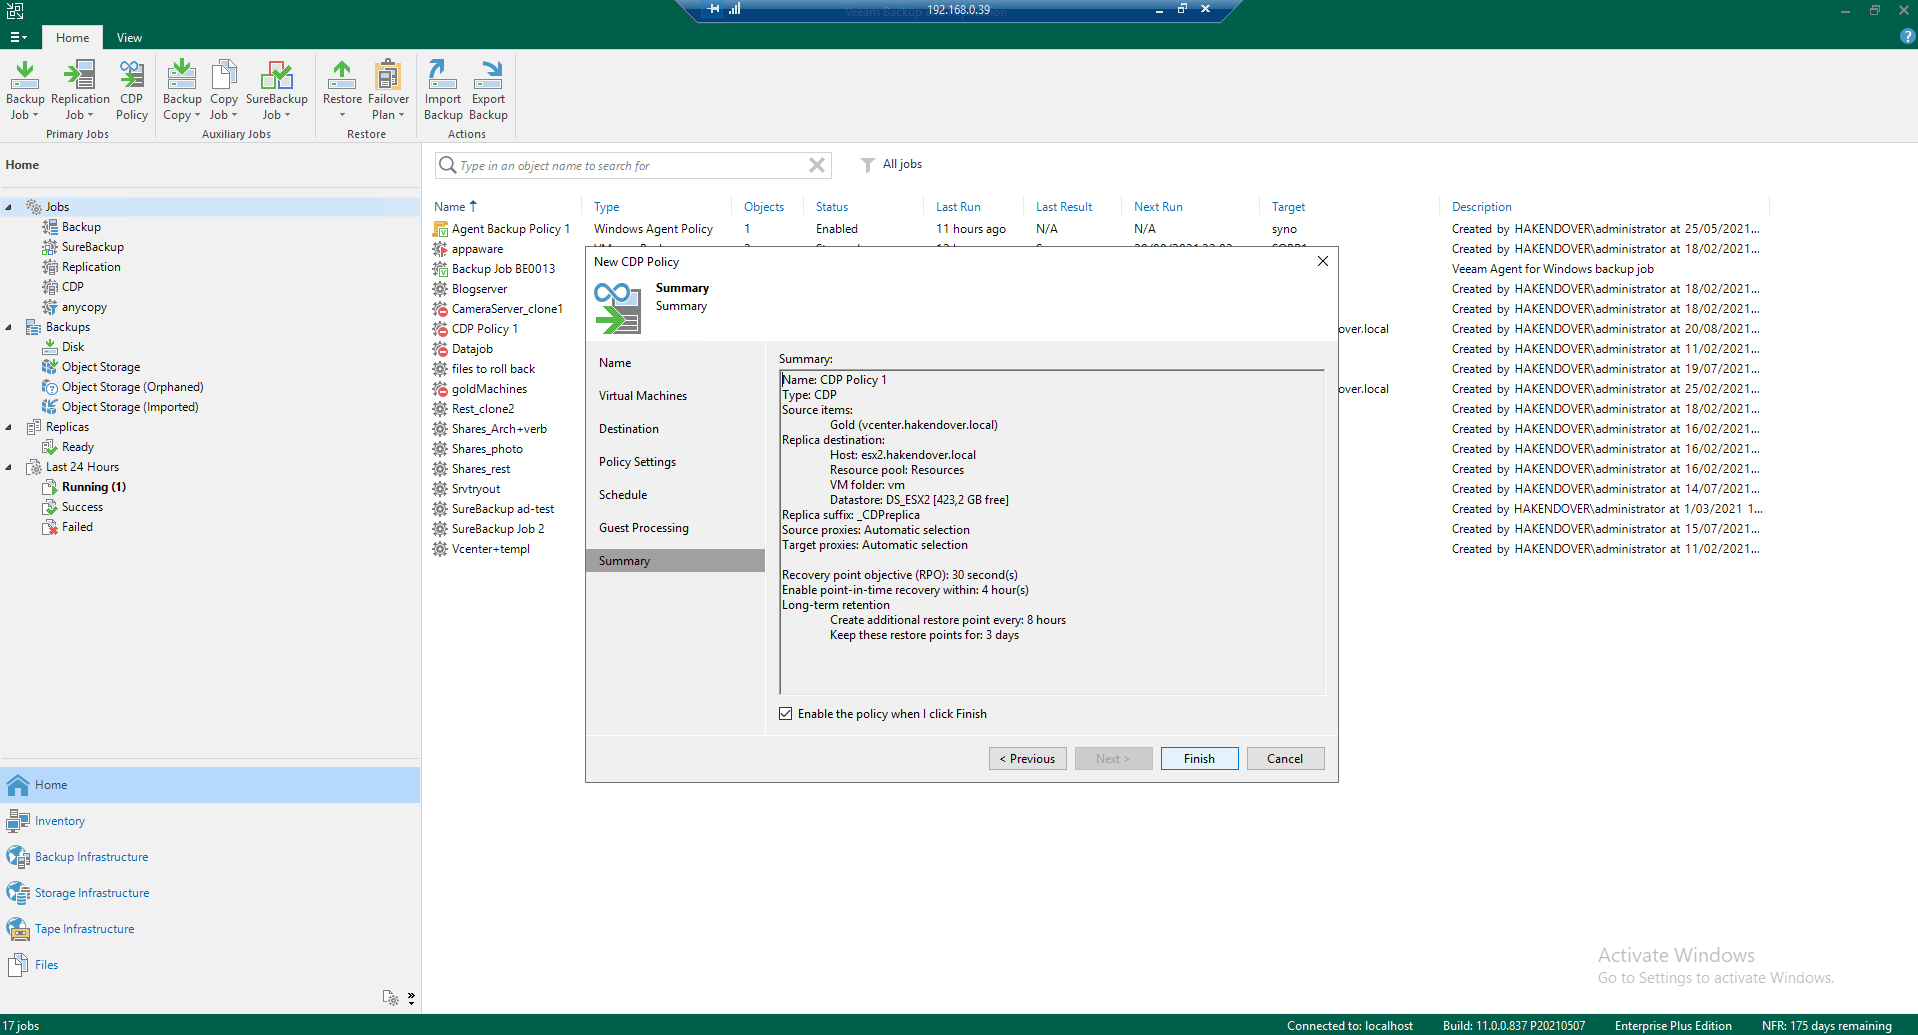 192.168.0.39
Home View
Backup Job
Replication Job
CDP Policy
Primary Jobs
Backup Copy
Copy Job
SureBackup Job
Auxiliary Jobs
Restore
Failover Plan
Restore
Import Backup
Export Backup
Actions
Home
Jobs
Backup
SureBackup
Replication
CDP
anycopy
Backups
Disk
Object Storage
Object Storage (Orphaned)
Object Storage (Imported)
Replicas
Ready
Last 24 Hours
Running (1)
Success
Failed
Home
Inventory
Backup Infrastructure
Storage Infrastructure
Tape Infrastructure
Files
Type in an object name to search for
All jobs
Name Type Objects Status Last Run Last Result Next Run Target Description
Agent Backup Policy 1 Windows Agent Policy 1 Enabled 11 hours ago N/A N/A syno Created by HAKENDOVER\administrator at 25/05/2021...
appaware Created by HAKENDOVER\administrator at 18/02/2021...
Backup Job BE0013 Veeam Agent for Windows backup job
Blogserver Created by HAKENDOVER\administrator at 18/02/2021...
CameraServer_clone1 Created by HAKENDOVER\administrator at 18/02/2021...
CDP Policy 1 over.local Created by HAKENDOVER\administrator at 20/08/2021...
Datajob Created by HAKENDOVER\administrator at 11/02/2021...
files to roll back Created by HAKENDOVER\administrator at 19/07/2021...
goldMachines over.local Created by HAKENDOVER\administrator at 25/02/2021...
Rest_clone2 Created by HAKENDOVER\administrator at 18/02/2021...
Shares_Arch+verb Created by HAKENDOVER\administrator at 16/02/2021...
Shares_photo Created by HAKENDOVER\administrator at 16/02/2021...
Shares_rest Created by HAKENDOVER\administrator at 16/02/2021...
Srvtryout Created by HAKENDOVER\administrator at 14/07/2021...
SureBackup ad-test Created by HAKENDOVER\administrator at 1/03/2021 1...
SureBackup Job 2 Created by HAKENDOVER\administrator at 15/07/2021...
Vcenter+templ Created by HAKENDOVER\administrator at 11/02/2021...
New CDP Policy
Summary
Summary
Name
Virtual Machines
Destination
Policy Settings
Schedule
Guest Processing
Summary
Summary:
Name: CDP Policy 1
Type: CDP
Source items:
Gold (vcenter.hakendover.local)
Replica destination:
Host: esx2.hakendover.local
Resource pool: Resources
VM folder: vm
Datastore: DS_ESX2 [423,2 GB free]
Replica suffix: _CDPreplica
Source proxies: Automatic selection
Target proxies: Automatic selection
Recovery point objective (RPO): 30 second(s)
Enable point-in-time recovery within: 4 hour(s)
Long-term retention
Create additional restore point every: 8 hours
Keep these restore points for: 3 days
Enable the policy when I click Finish
< Previous Next > Finish Cancel
Activate Windows
Go to Settings to activate Windows.
17 jobs Connected to: localhost Build: 11.0.0.837 P20210507 Enterprise Plus Edition NFR: 175 days remaining